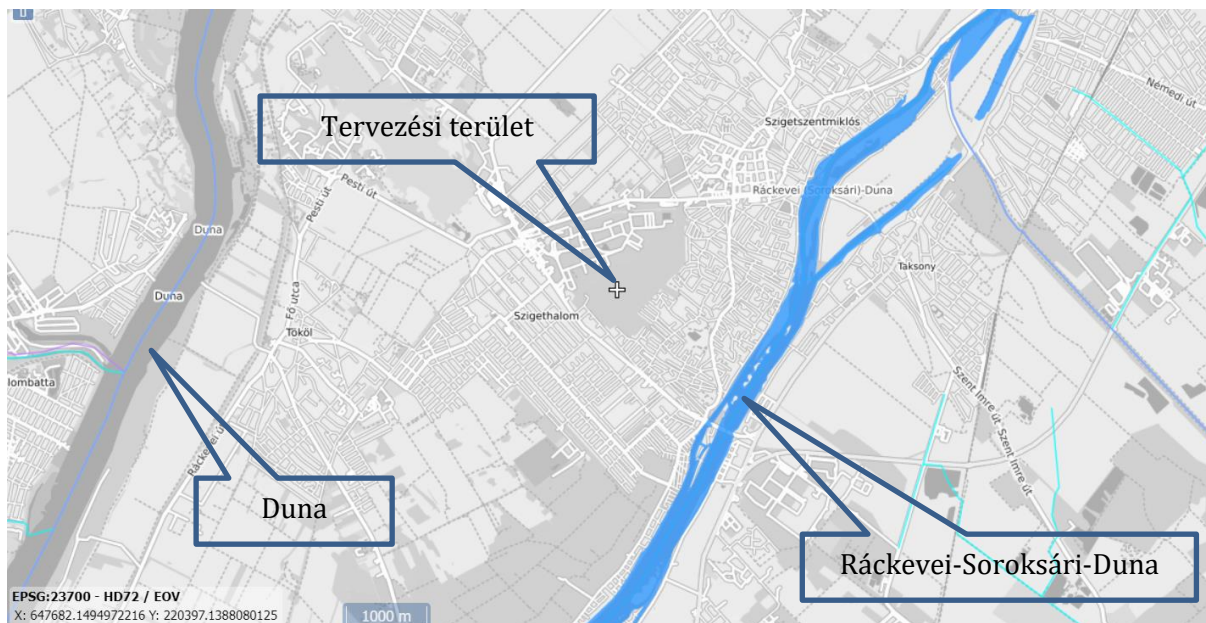 Tervezési terület
Szigetszentmiklós
Némedi út
Pesti út
Pesti út
Ráckevei (Soroksári)-Duna
Duna
Taksony
Duna
Fő utca
Szigethalom
Tököl
lombatta
Szent Imre út
Szent Imre út
Ráckevei út
Duna
Ráckevei-Soroksári-Duna
EPSG:23700 - HD72 / EOV
X: 647682.1494972216 Y: 220397.1388080125
1000 m